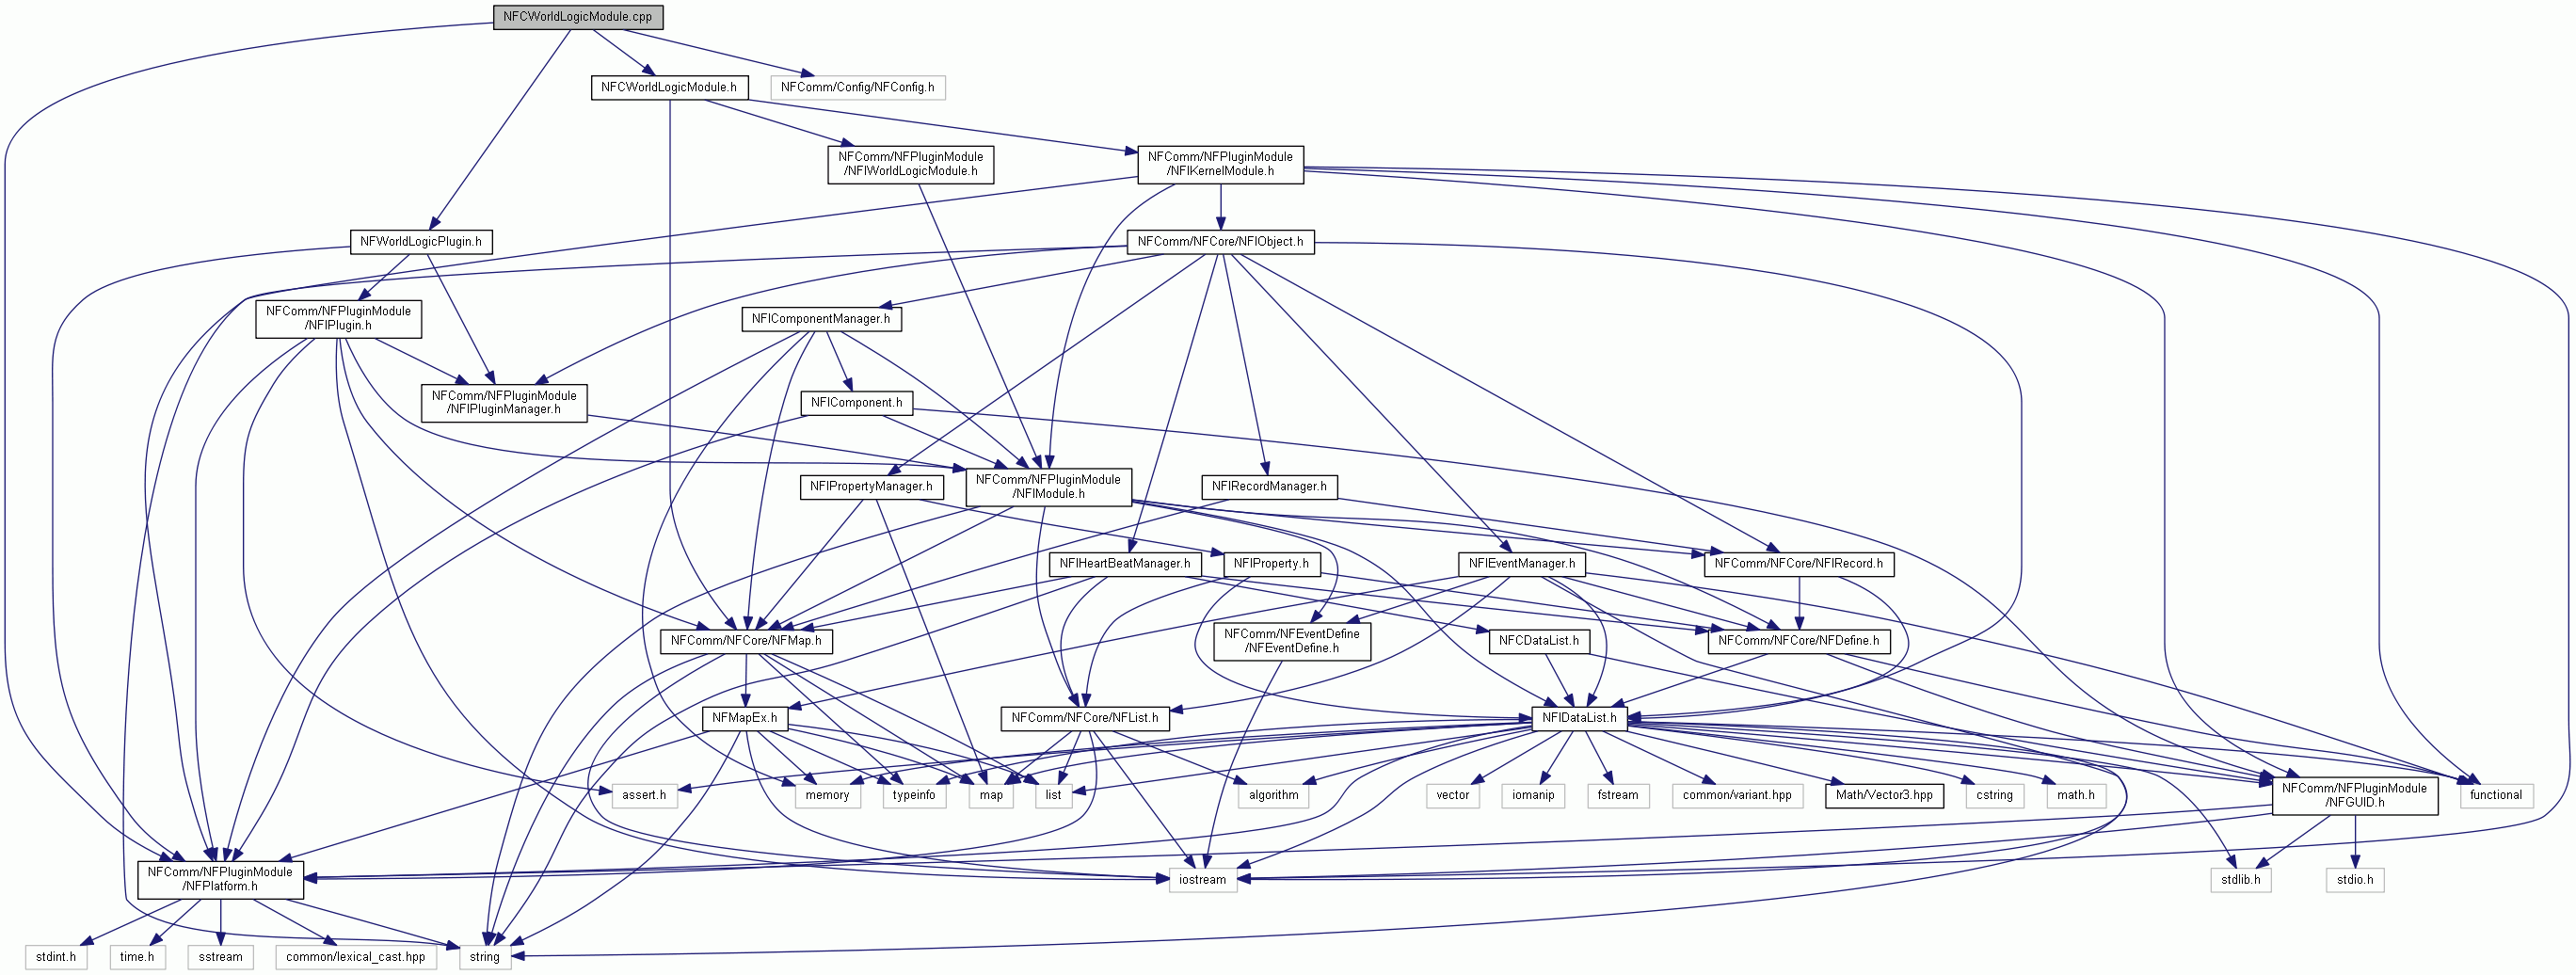 NFCWorldLogicModule.cpp
NFCWorldLogicModule.h
NFComm/Config/NFConfig.h
NFComm/NFPluginModule
/NFIWorldLogicModule.h
NFComm/NFPluginModule
/NFIKernelModule.h
NFWorldLogicPlugin.h
NFComm/NFCore/NFIObject.h
NFComm/NFPluginModule
/NFIPlugin.h
NFIComponentManager.h
NFComm/NFPluginModule
/NFIPluginManager.h
NFIComponent.h
NFIPropertyManager.h
NFComm/NFPluginModule
/NFIModule.h
NFIRecordManager.h
NFIHeartBeatManager.h
NFIProperty.h
NFIEventManager.h
NFComm/NFCore/NFIRecord.h
NFComm/NFCore/NFMap.h
NFComm/NFEventDefine
/NFEventDefine.h
NFCDataList.h
NFComm/NFCore/NFDefine.h
NFMapEx.h
NFComm/NFCore/NFList.h
NFIDataList.h
assert.h
memory
typeinfo
map
list
algorithm
vector
iomanip
fstream
common/variant.hpp
Math/Vector3.hpp
cstring
math.h
NFComm/NFPluginModule
/NFGUID.h
functional
NFComm/NFPluginModule
/NFPlatform.h
iostream
stdlib.h
stdio.h
stdint.h
time.h
sstream
common/lexical_cast.hpp
string